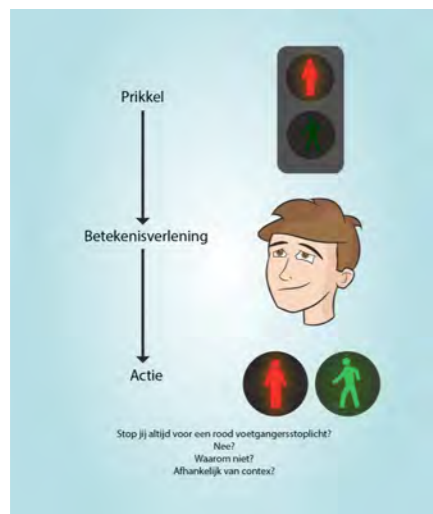 Prikkel
Betekenisverlening
Actie
Stop jij altijd voor een rood voetgangersstoplicht?
Nee?
Waarom niet?
Afhankelijk van contex?